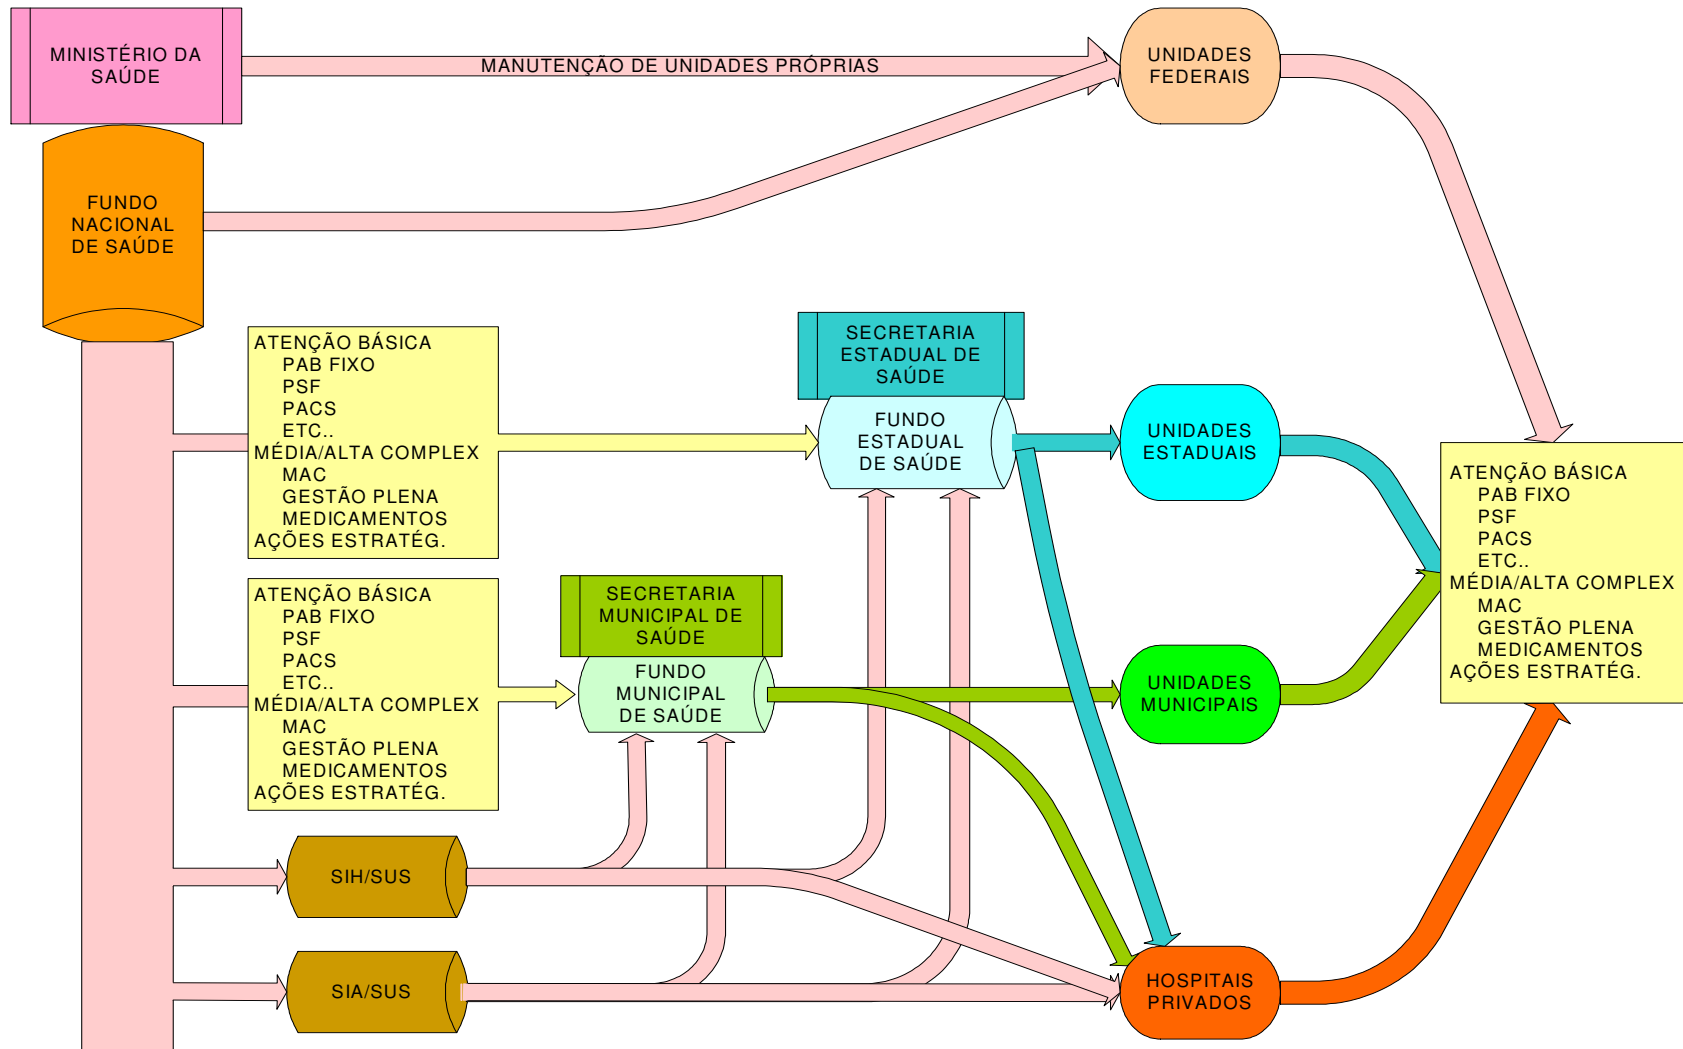 MINISTÉRIO DA
SAÚDE
MANUTENÇÃO DE UNIDADES PRÓPRIAS
UNIDADES
FEDERAIS
FUNDO
NACIONAL
DE SAÚDE
ATENÇÃO BÁSICA
PAB FIXO
PSF
PACS
ETC..
MÉDIA/ALTA COMPLEX
MAC
GESTÃO PLENA
MEDICAMENTOS
AÇÕES ESTRATÉG.
SECRETARIA
ESTADUAL DE
SAÚDE
FUNDO
ESTADUAL
DE SAÚDE
UNIDADES
ESTADUAIS
ATENÇÃO BÁSICA
PAB FIXO
PSF
PACS
ETC..
MÉDIA/ALTA COMPLEX
MAC
GESTÃO PLENA
MEDICAMENTOS
AÇÕES ESTRATÉG.
ATENÇÃO BÁSICA
PAB FIXO
PSF
PACS
ETC..
MÉDIA/ALTA COMPLEX
MAC
GESTÃO PLENA
MEDICAMENTOS
AÇÕES ESTRATÉG.
SECRETARIA
MUNICIPAL DE
SAÚDE
FUNDO
MUNICIPAL
DE SAÚDE
UNIDADES
MUNICIPAIS
SIH/SUS
SIA/SUS
HOSPITAIS
PRIVADOS